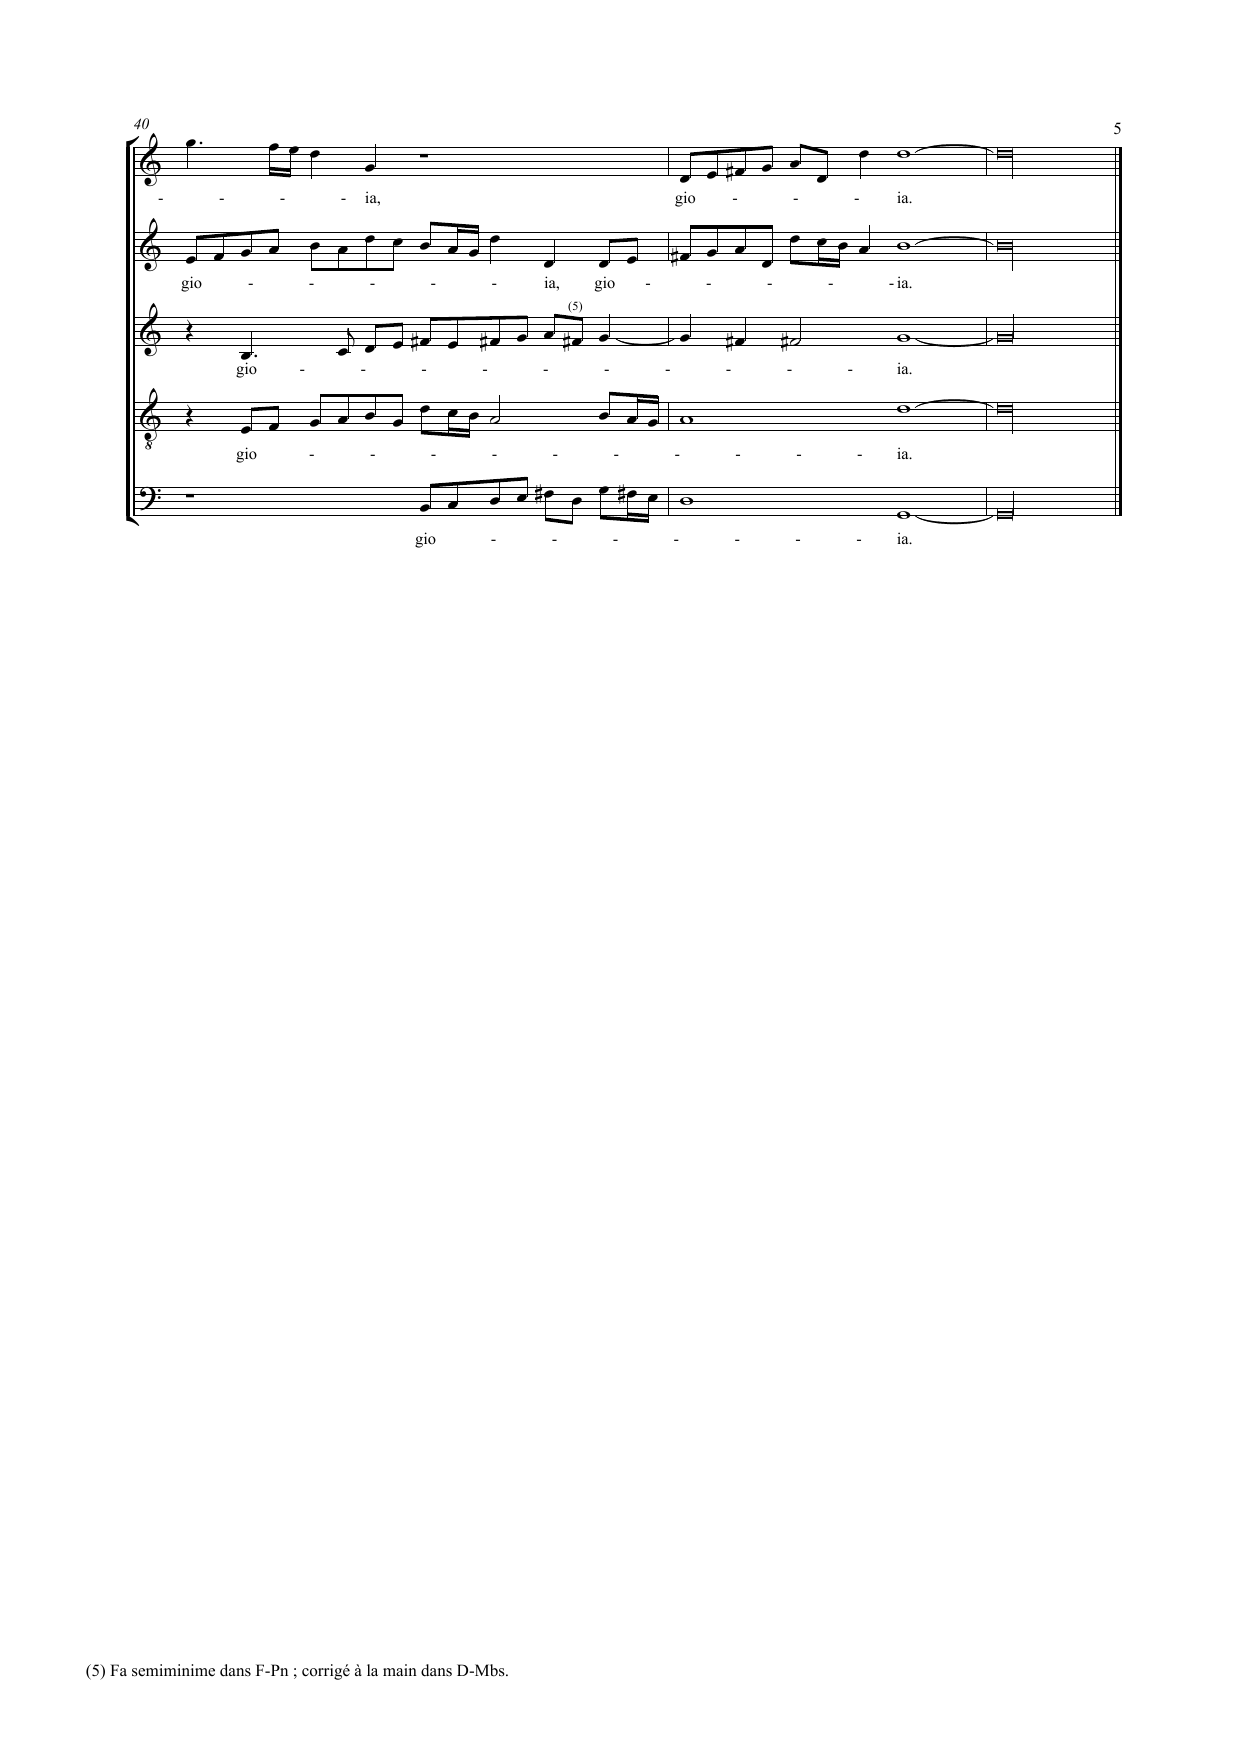 40
5
- - - - ia, gio - - - ia.
gio - - - - - ia, gio - - - - - ia.
(5)
gio - - - - - - - - - - ia.
8
gio - - - - - - - - - - ia.
gio - - - - - - - ia.
(5) Fa semiminime dans F-Pn ; corrigé à la main dans D-Mbs.